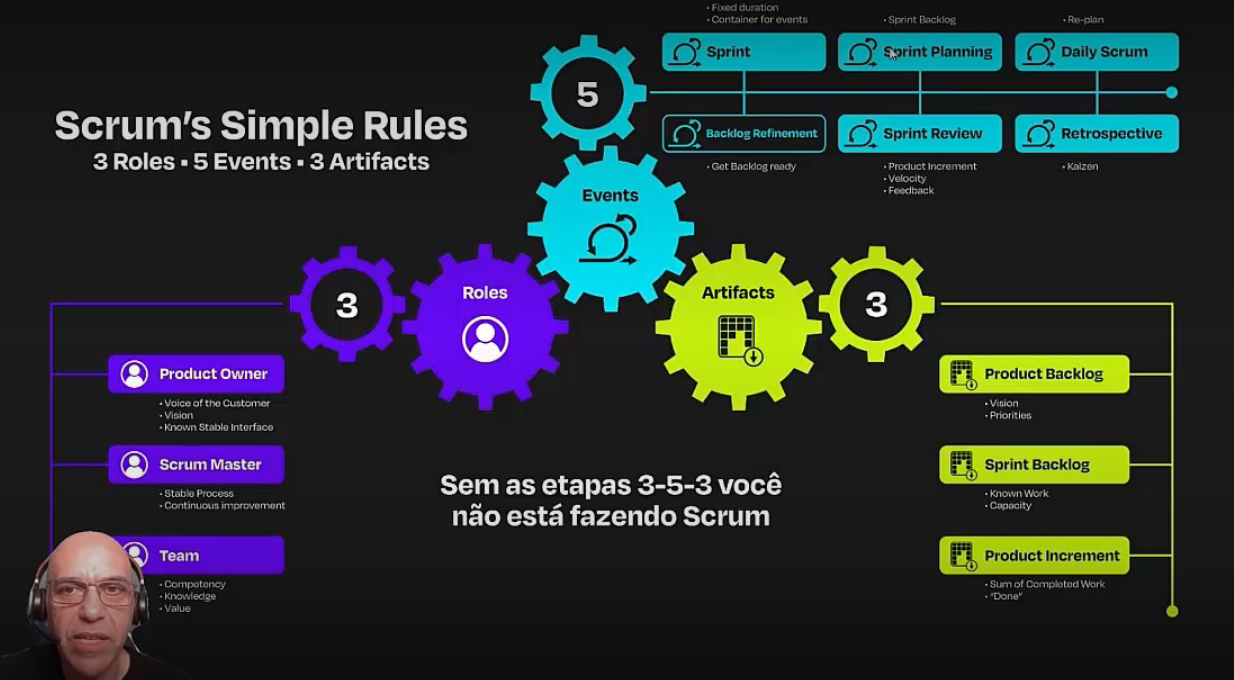 Scrum's Simple Rules
3 Roles ▪ 5 Events ▪ 3 Artifacts
5
• Fixed duration
• Container for events
Sprint
• Sprint Backlog
Sprint Planning
• Re-plan
Daily Scrum
Backlog Refinement
• Get Backlog ready
Sprint Review
• Product Increment
• Velocity
• Feedback
Retrospective
• Kaizen
Events
3
Roles
Artifacts
3
Product Owner
• Voice of the Customer
• Vision
• Known Stable Interface
Scrum Master
• Stable Process
• Continuous improvement
Team
• Competency
• Knowledge
• Value
Sem as etapas 3-5-3 você
não está fazendo Scrum
Product Backlog
• Vision
• Priorities
Sprint Backlog
• Known Work
• Capacity
Product Increment
• Sum of Completed Work
• "Done"